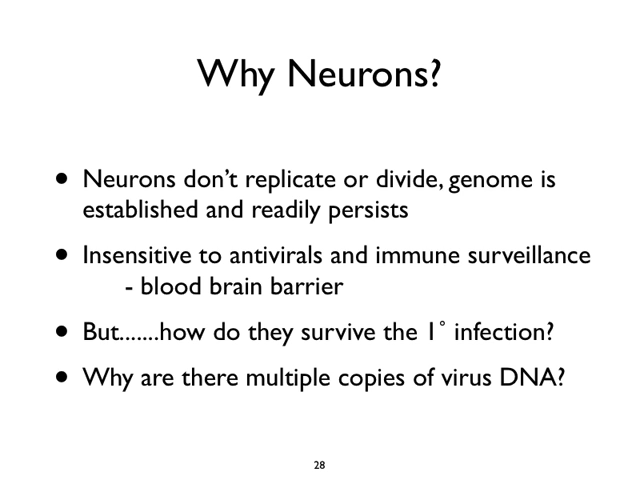 Why Neurons?
• Neurons don't replicate or divide, genome is
established and readily persists
• Insensitive to antivirals and immune surveillance
- blood brain barrier
• But.......how do they survive the 1° infection?
• Why are there multiple copies of virus DNA?
28